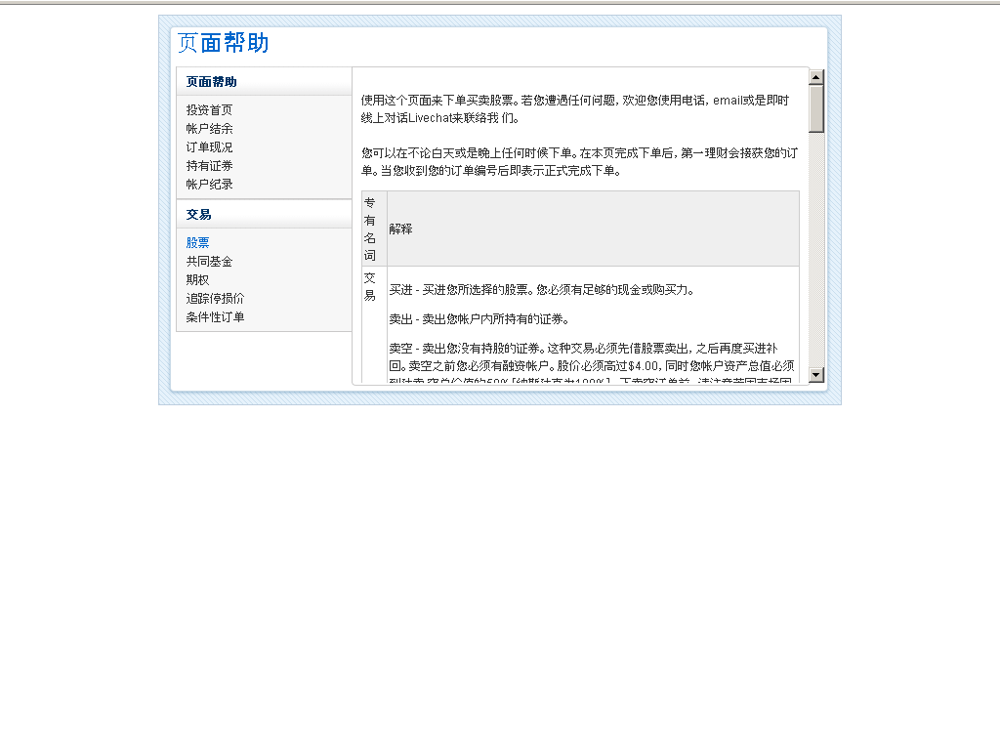 页面帮助
页面帮助
投资首页
帐户结余
订单现况
持有证券
帐户纪录
交易
股票
共同基金
期权
追踪停损价
条件性订单
使用这个页面来下单买卖股票。若您遭遇任何问题, 欢迎您使用电话, email或是即时
线上对话Livechat来联络我们。
您可以在不论白天或是晚上任何时候下单。在本页完成下单后, 第一理财会接获您的订
单。当您收到您的订单编号后即表示正式完成下单。
专
有
名
词
解释
交
易
买进 - 买进您所选择的股票。您必须有足够的现金或购买力。
卖出 - 卖出您帐户内所持有的证券。
卖空 - 卖出您没有持股的证券。这种交易必须先借股票卖出, 之后再度买进补
回。卖空之前您必须有融资帐户。股价必须高过$4.00, 同时您帐户资产总值必须